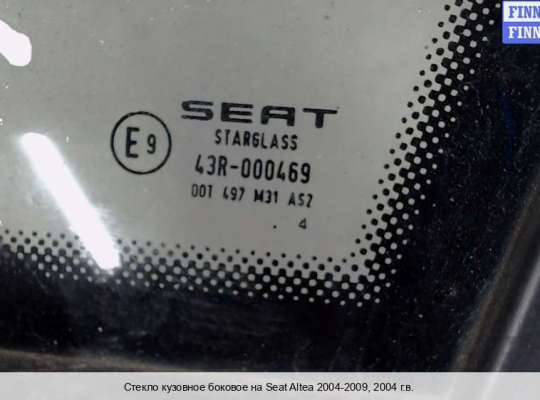 FINN
FINN
SEAT
STARGLASS
E9
43R-000469
DOT 497 M31 AS2
. 4
Стекло кузовное боковое на Seat Altea 2004-2009, 2004 г.в.